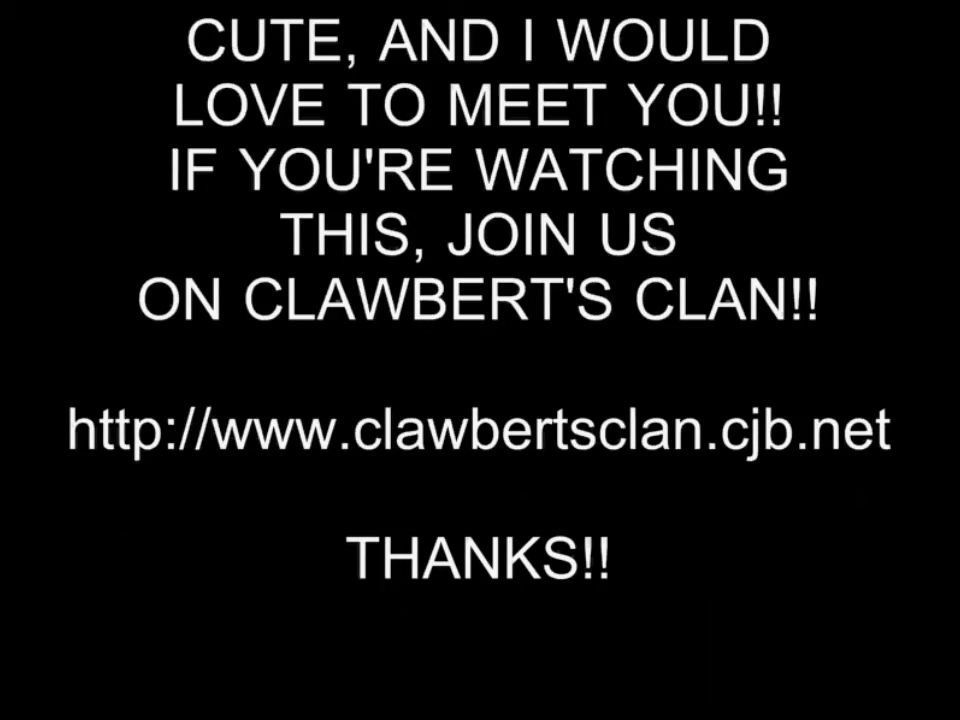 CUTE, AND I WOULD
LOVE TO MEET YOU!!
IF YOU'RE WATCHING
THIS, JOIN US
ON CLAWBERT'S CLAN!!
http://www.clawbertsclan.cjb.net
THANKS!!